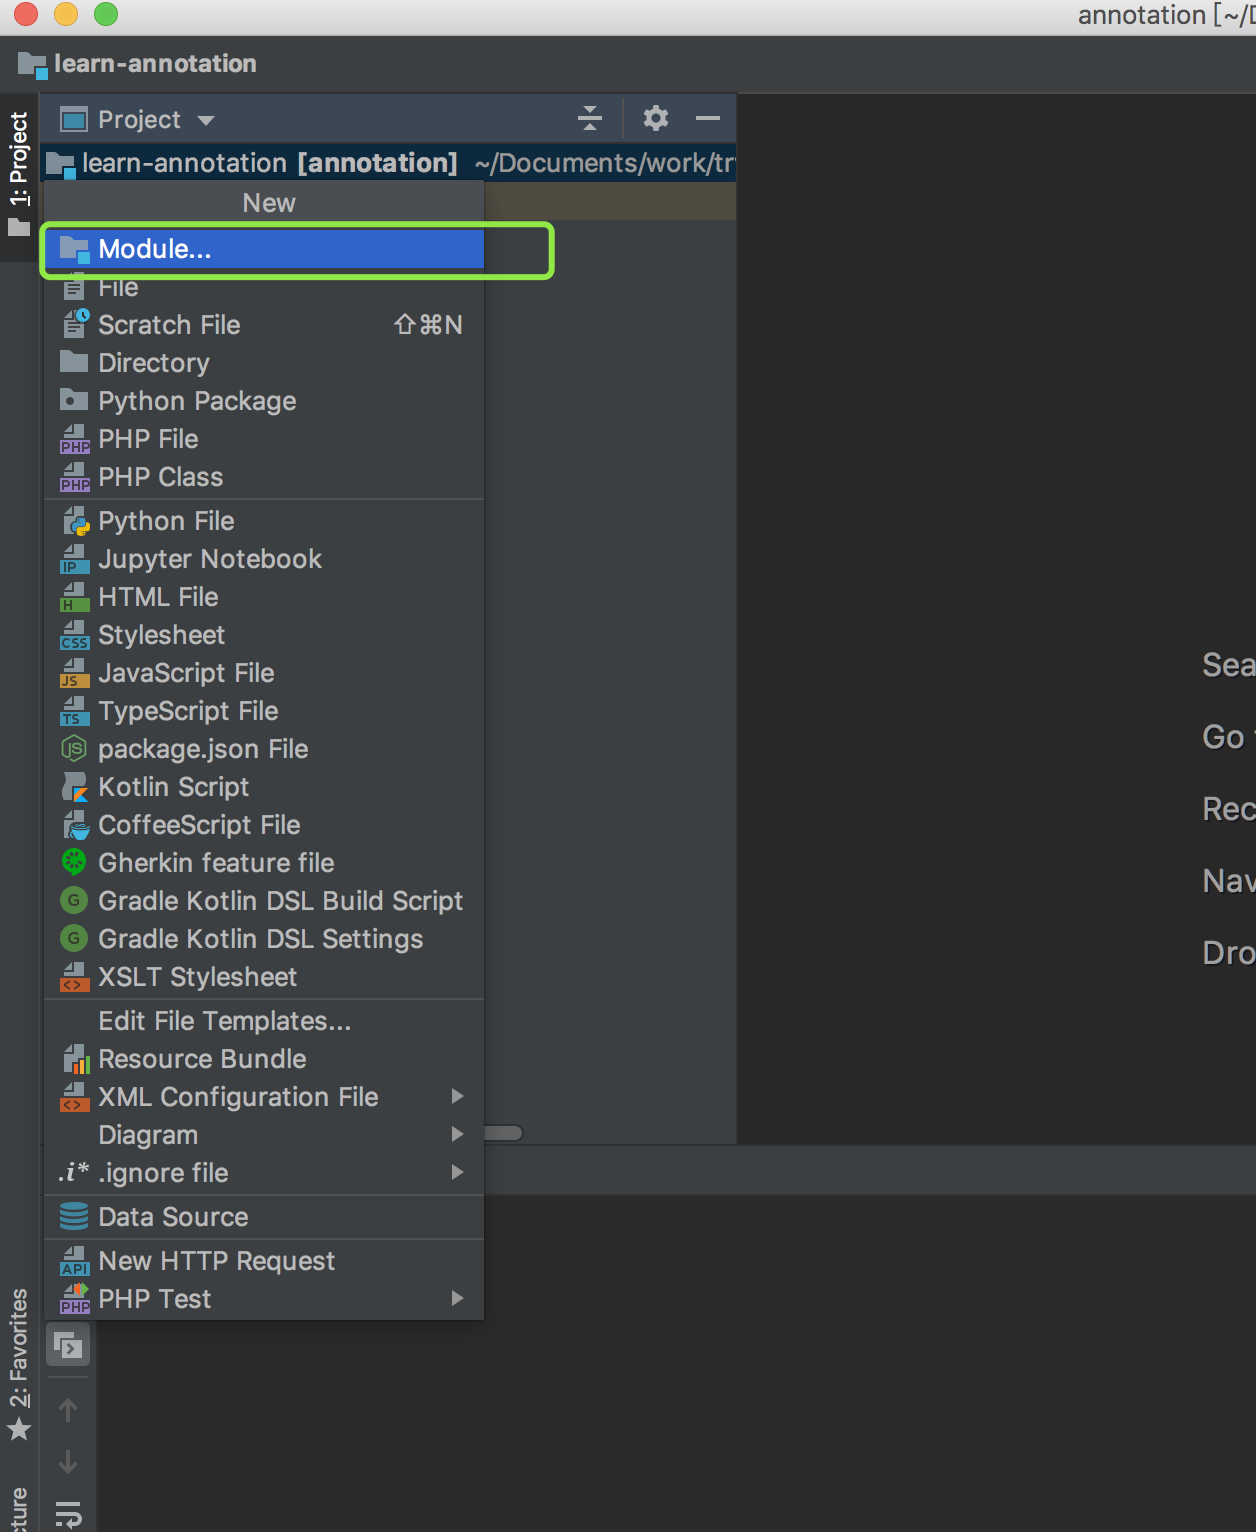 annotation [~/D
learn-annotation
1: Project
Project
learn-annotation [annotation] ~/Documents/work/try
New
Module...
File
Scratch File ⇧⌘N
Directory
Python Package
PHP File
PHP Class
Python File
Jupyter Notebook
HTML File
Stylesheet
JavaScript File
TypeScript File
package.json File
Kotlin Script
CoffeeScript File
Gherkin feature file
Gradle Kotlin DSL Build Script
Gradle Kotlin DSL Settings
XSLT Stylesheet
Edit File Templates...
Resource Bundle
XML Configuration File
Diagram
.i* .ignore file
Data Source
New HTTP Request
PHP Test
Sea
Go
Rec
Nav
Dro
2: Favorites
cture